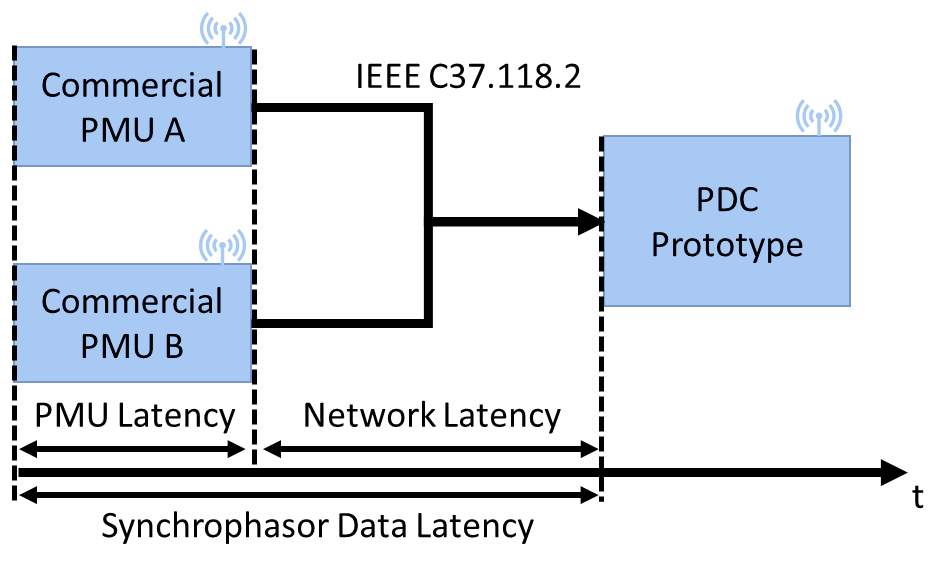 Commercial
PMU A
IEEE C37.118.2
PDC
Prototype
Commercial
PMU B
PMU Latency
Network Latency
t
Synchrophasor Data Latency